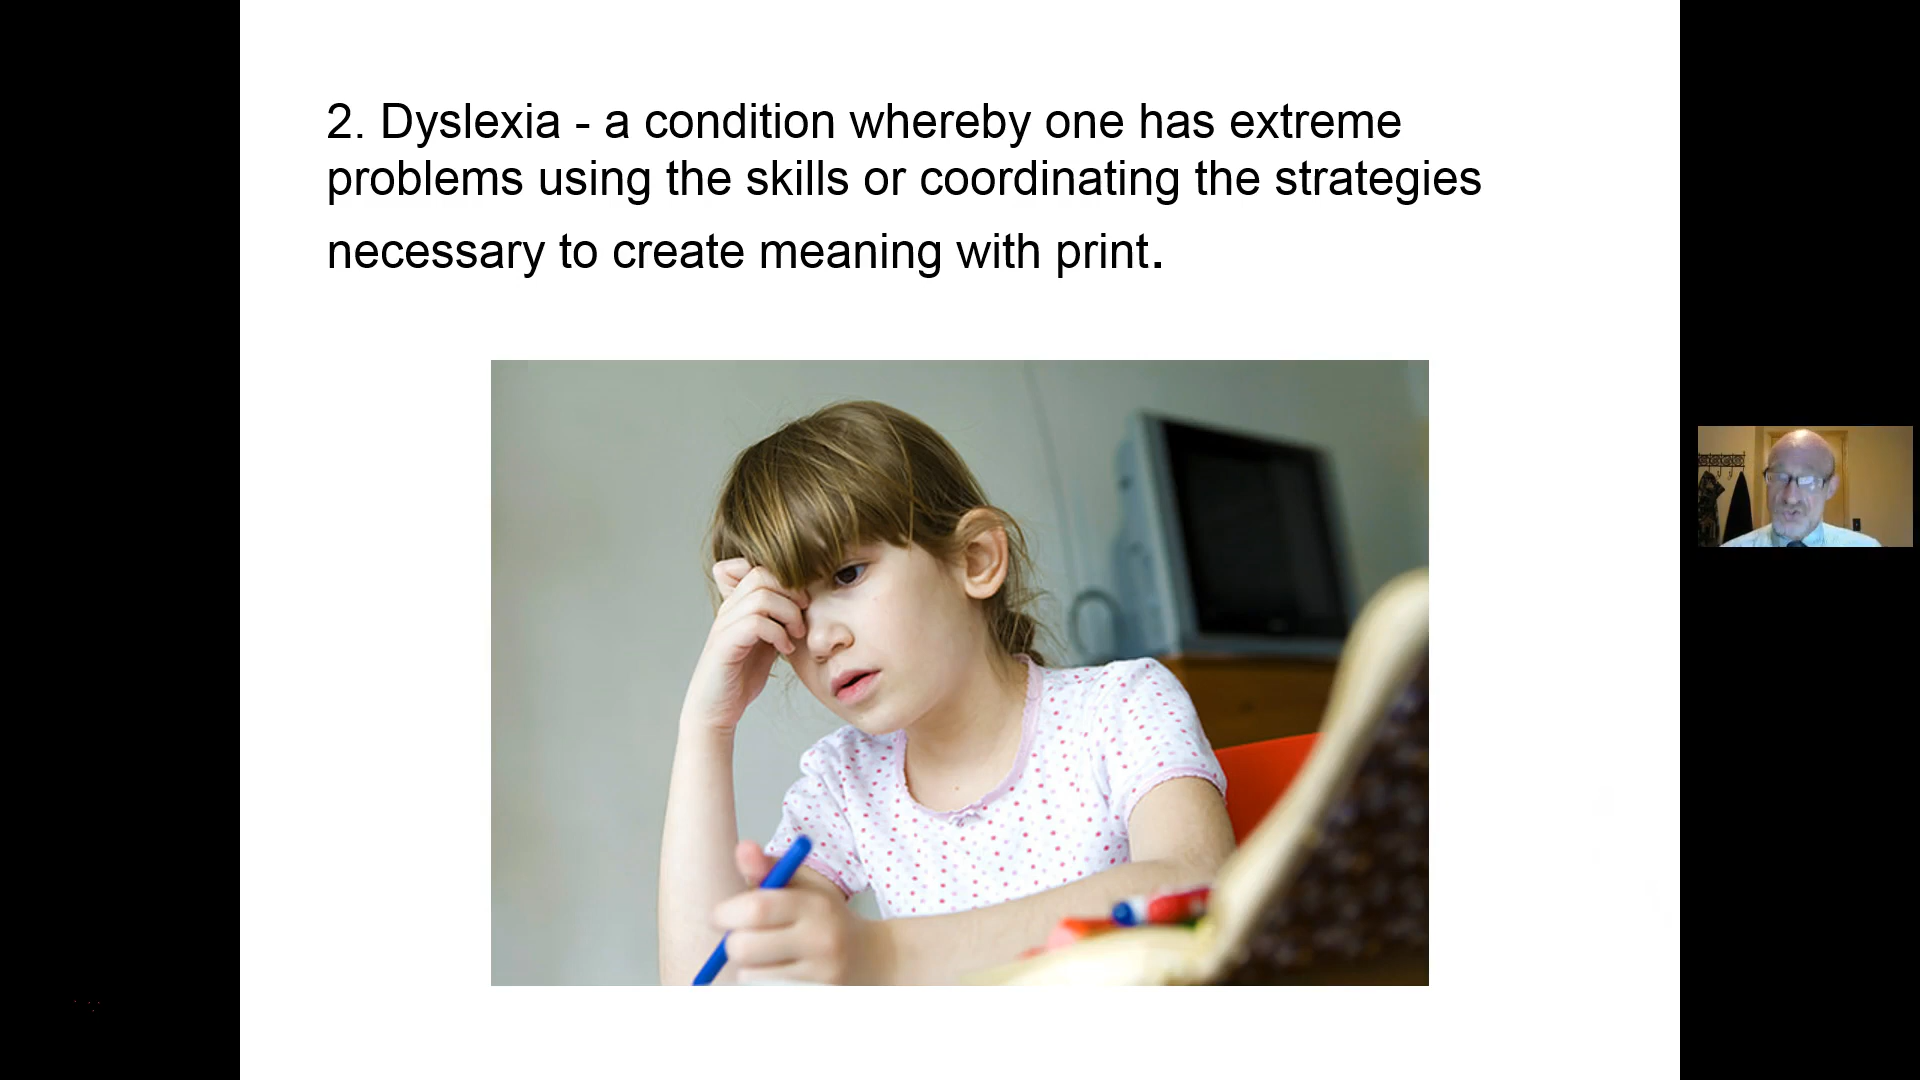 2. Dyslexia - a condition whereby one has extreme
problems using the skills or coordinating the strategies
necessary to create meaning with print.